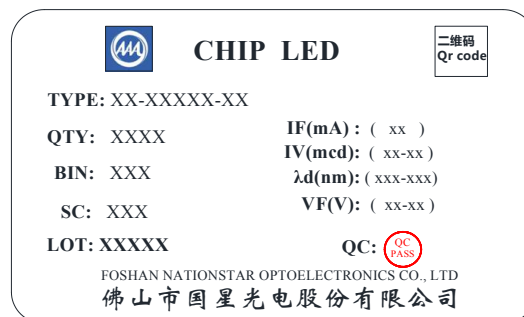 CHIP LED
二维码
Qr code
TYPE: XX-XXXXX-XX
QTY: XXXX
BIN: XXX
SC: XXX
LOT: XXXXX
IF(mA) : ( xx )
IV(mcd): ( xx-xx )
λd(nm): ( xxx-xxx)
VF(V): ( xx-xx )
QC: QC
PASS
FOSHAN NATIONSTAR OPTOELECTRONICS CO., LTD
佛山市国星光电股份有限公司